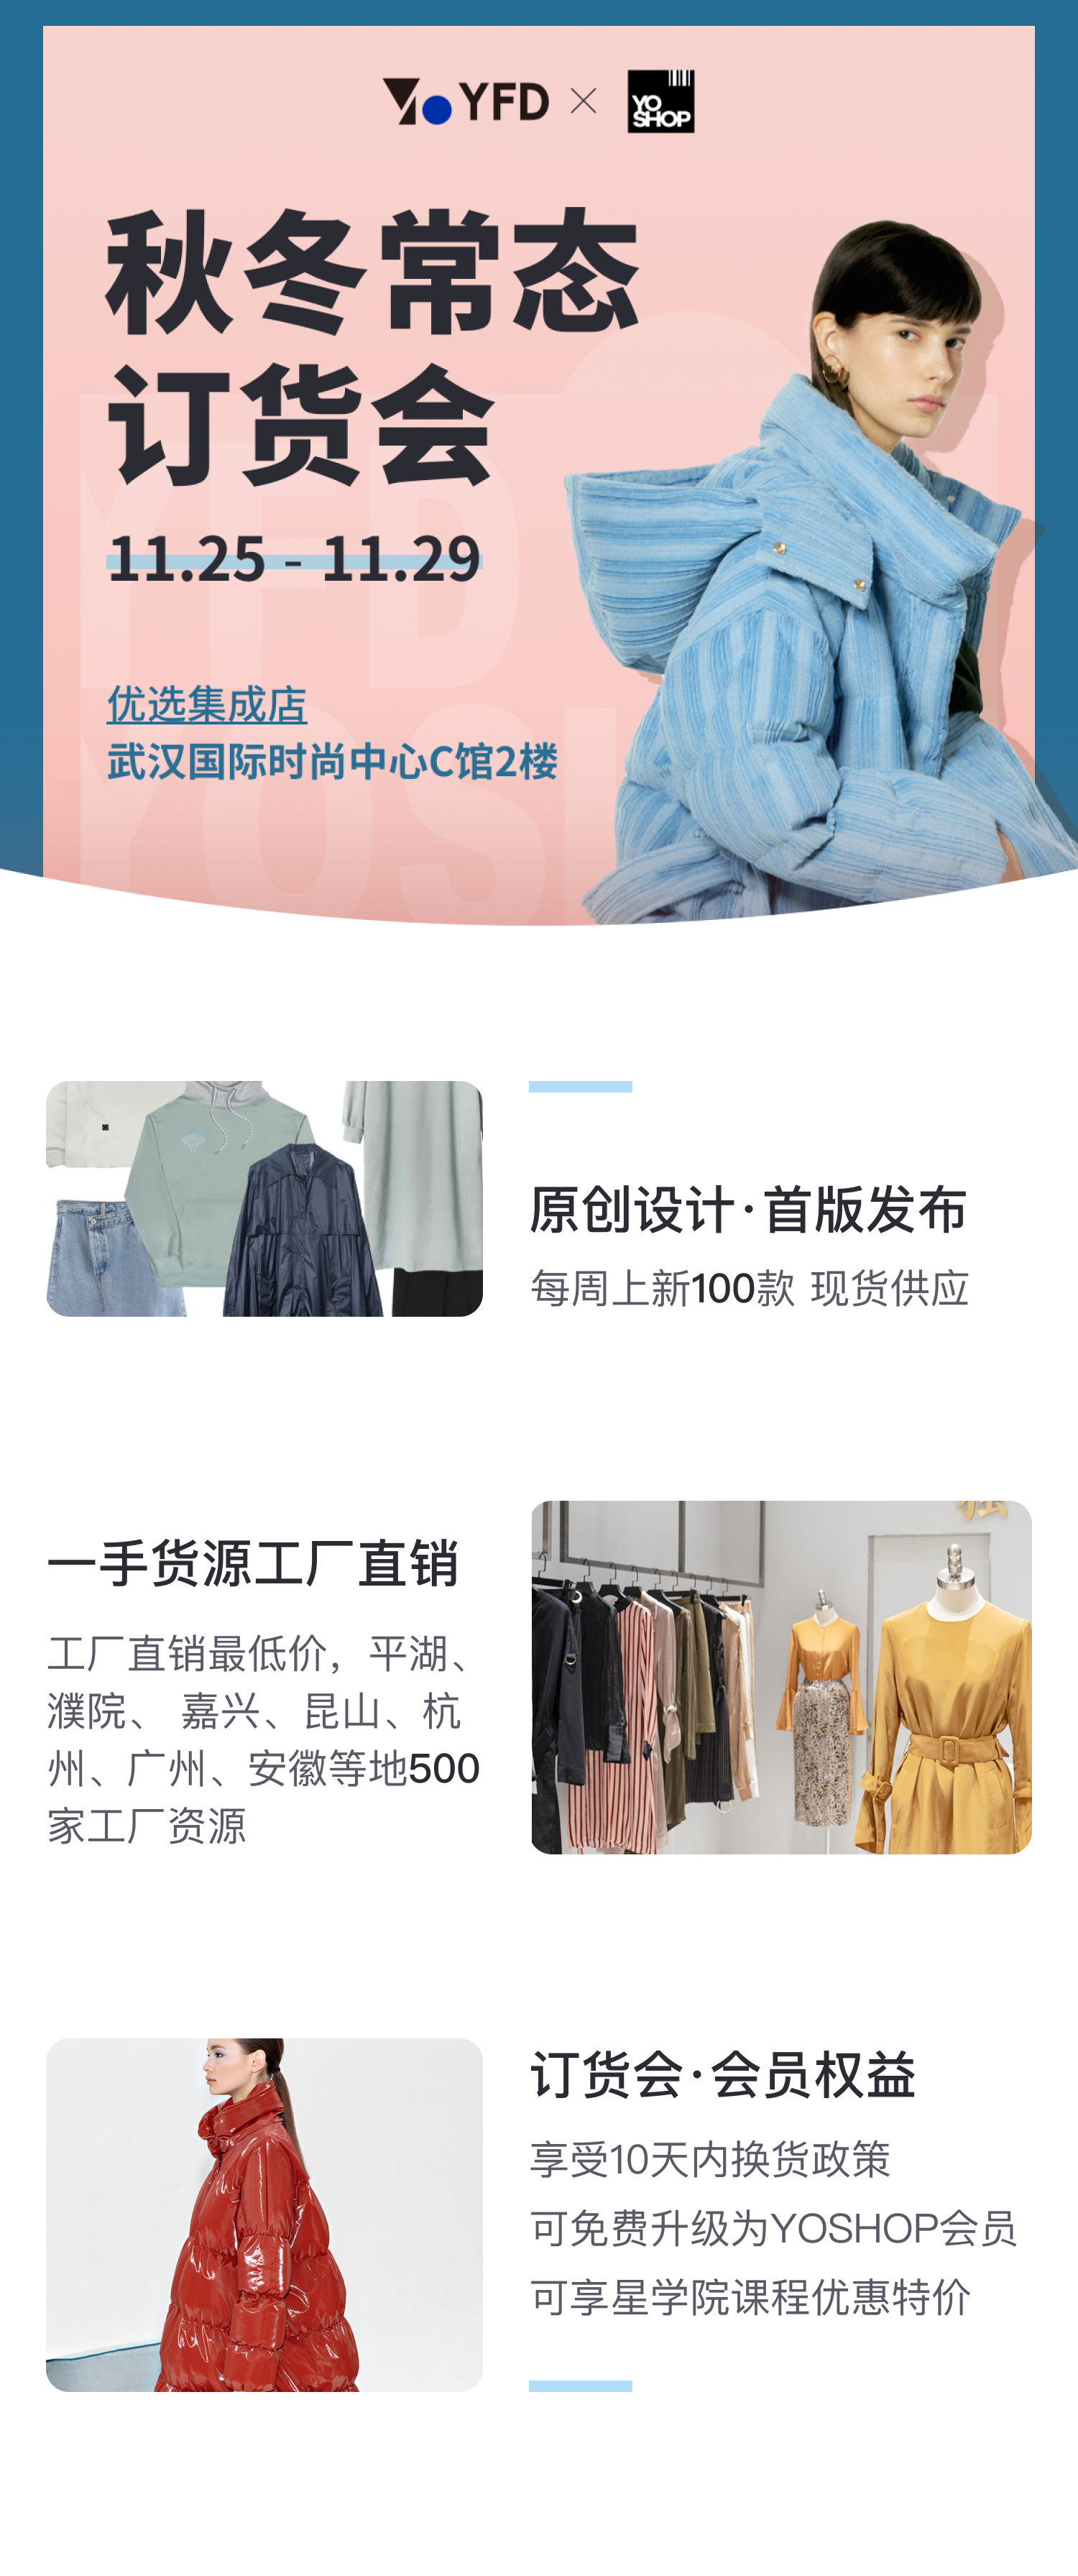 YFD
YO SHOP
秋冬常态
订货会
11.25 - 11.29
优选集成店
武汉国际时尚中心C馆2楼
YFD
YOSH
原创设计·首版发布
每周上新100款 现货供应
一手货源工厂直销
工厂直销最低价，平湖、
濮院、 嘉兴、昆山、杭
州、广州、安徽等地500
家工厂资源
订货会·会员权益
享受10天内换货政策
可免费升级为YOSHOP会员
可享星学院课程优惠特价